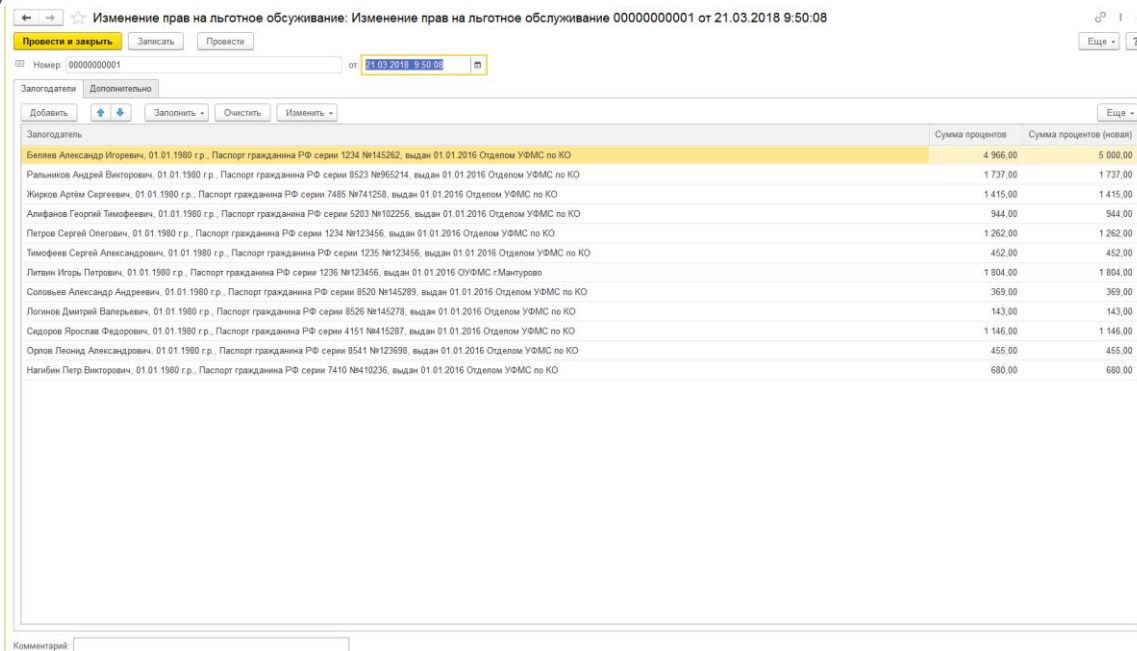 Изменение прав на льготное обсуживание: Изменение прав на льготное обслуживание 00000000001 от 21.03.2018 9:50:08
Провести и закрыть Записать Провести Еще ?
Номер: 00000000001 от: 21.03.2018 9:50:08
Залогодатели Дополнительно
Добавить Заполнить Очистить Изменить Еще
Залогодатель Сумма процентов Сумма процентов (новая)
Беляев Александр Игоревич, 01.01.1980 г.р., Паспорт гражданина РФ серии 1234 №145262, выдан 01.01.2016 Отделом УФМС по КО 4 966,00 5 000,00
Ральников Андрей Викторович, 01.01.1980 г.р., Паспорт гражданина РФ серии 8523 №965214, выдан 01.01.2016 Отделом УФМС по КО 1 737,00 1 737,00
Жирков Артём Сергеевич, 01.01.1980 г.р., Паспорт гражданина РФ серии 7485 №741258, выдан 01.01.2016 Отделом УФМС по КО 1 415,00 1 415,00
Алифанов Георгий Тимофеевич, 01.01.1980 г.р., Паспорт гражданина РФ серии 5203 №102256, выдан 01.01.2016 Отделом УФМС по КО 944,00 944,00
Петров Сергей Олегович, 01.01.1980 г.р., Паспорт гражданина РФ серии 1234 №123456, выдан 01.01.2016 Отделом УФМС по КО 1 262,00 1 262,00
Тимофеев Сергей Александрович, 01.01.1980 г.р., Паспорт гражданина РФ серии 1235 №123456, выдан 01.01.2016 Отделом УФМС по КО 452,00 452,00
Литвин Игорь Петрович, 01.01.1980 г.р., Паспорт гражданина РФ серии 1236 №123456, выдан 01.01.2016 ОУФМС г.Мантурово 1 804,00 1 804,00
Соловьев Александр Андреевич, 01.01.1980 г.р., Паспорт гражданина РФ серии 8520 №145289, выдан 01.01.2016 Отделом УФМС по КО 369,00 369,00
Логинов Дмитрий Валерьевич, 01.01.1980 г.р., Паспорт гражданина РФ серии 8526 №145278, выдан 01.01.2016 Отделом УФМС по КО 143,00 143,00
Сидоров Ярослав Федорович, 01.01.1980 г.р., Паспорт гражданина РФ серии 4151 №415287, выдан 01.01.2016 Отделом УФМС по КО 1 146,00 1 146,00
Орлов Леонид Александрович, 01.01.1980 г.р., Паспорт гражданина РФ серии 8541 №123698, выдан 01.01.2016 Отделом УФМС по КО 455,00 455,00
Нагибин Петр Викторович, 01.01.1980 г.р., Паспорт гражданина РФ серии 7410 №410236, выдан 01.01.2016 Отделом УФМС по КО 680,00 680,00
Комментарий: